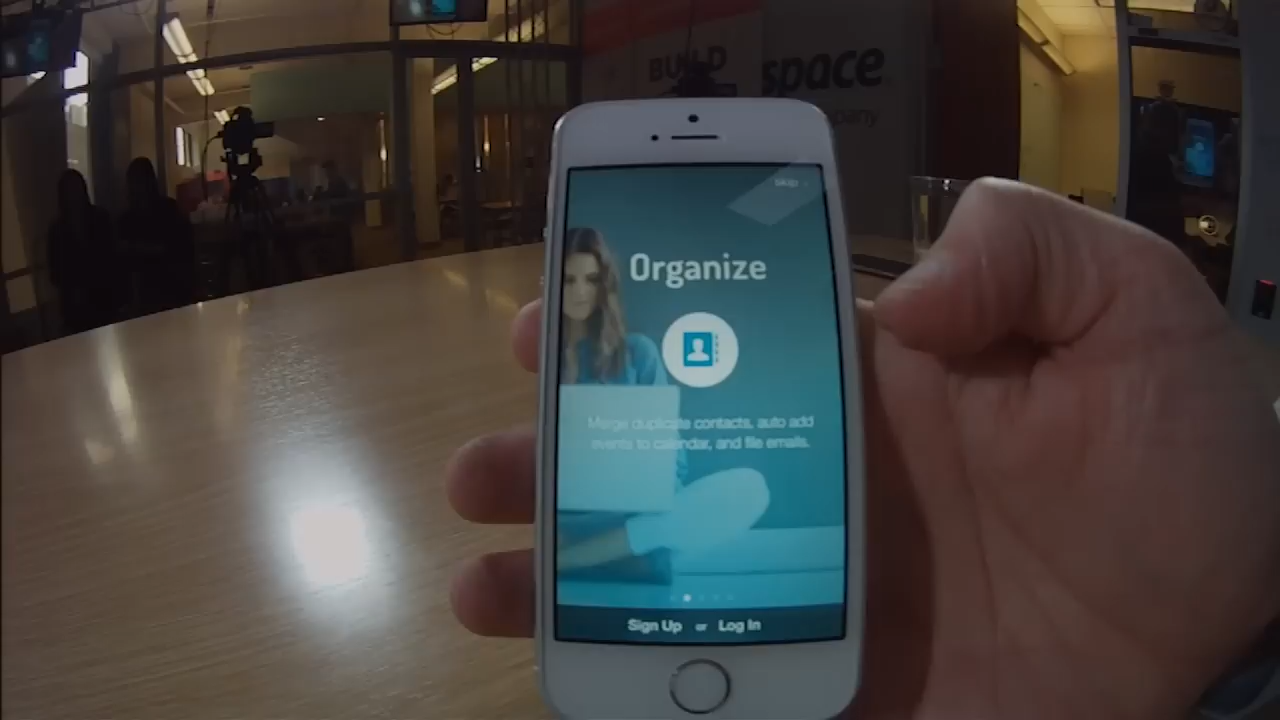 BUILD
space
mpany
Skip
Organize
Merge duplicate contacts, auto add
events to calendar, and file emails.
Sign Up or Log In